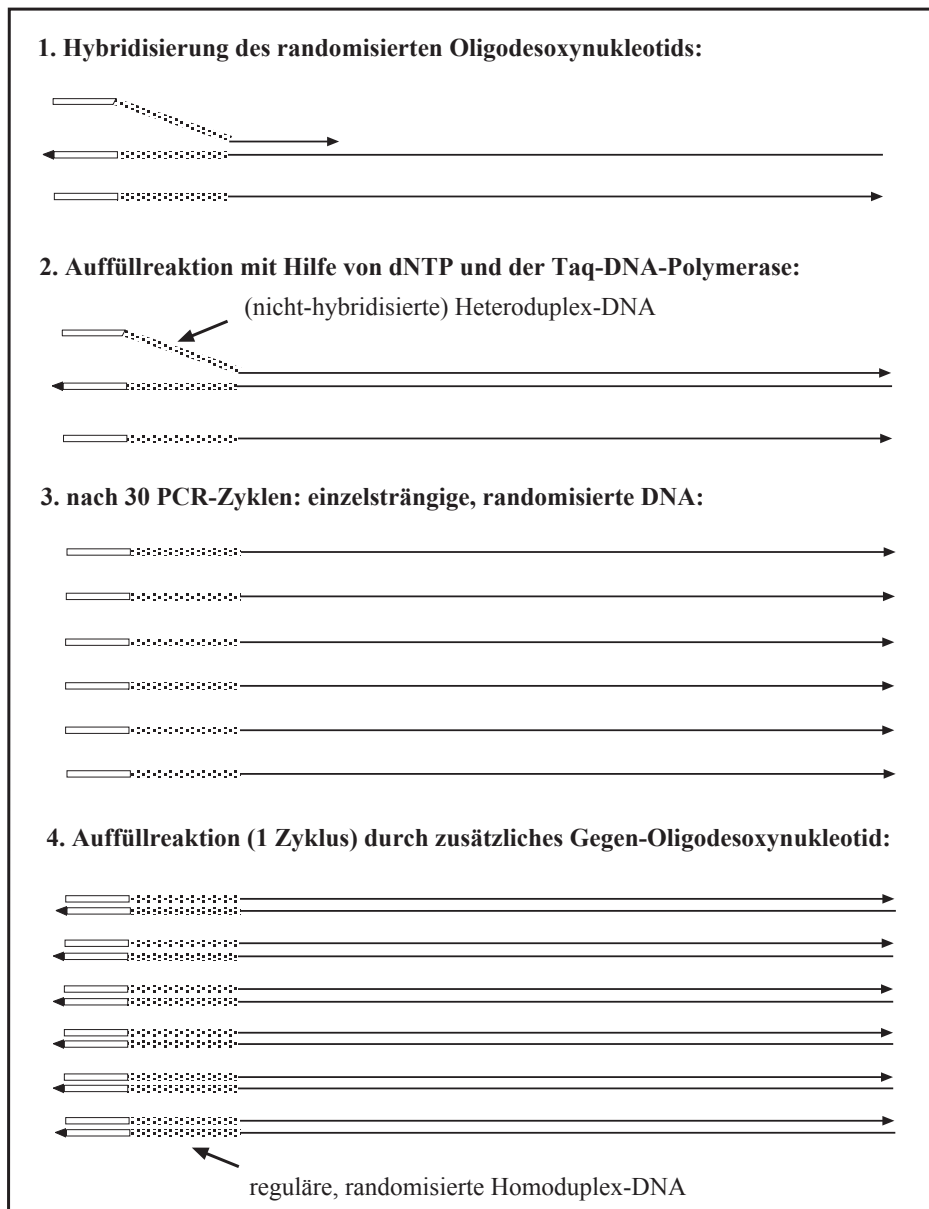 1. Hybridisierung des randomisierten Oligodesoxynukleotids:
2. Auffüllreaktion mit Hilfe von dNTP und der Taq-DNA-Polymerase:
(nicht-hybridisierte) Heteroduplex-DNA
3. nach 30 PCR-Zyklen: einzelsträngige, randomisierte DNA:
4. Auffüllreaktion (1 Zyklus) durch zusätzliches Gegen-Oligodesoxynukleotid:
reguläre, randomisierte Homoduplex-DNA